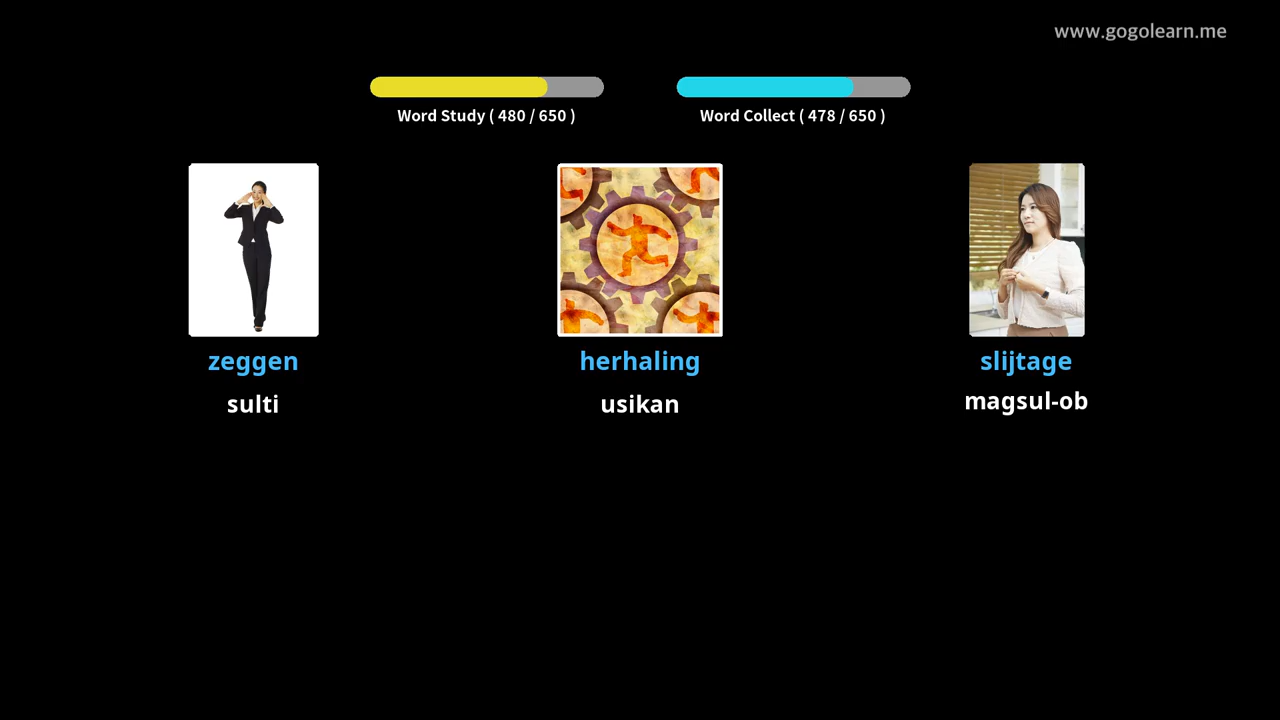 www.gogolearn.me
Word Study ( 480 / 650 )
Word Collect ( 478 / 650 )
zeggen
herhaling
slijtage
sulti
usikan
magsul-ob